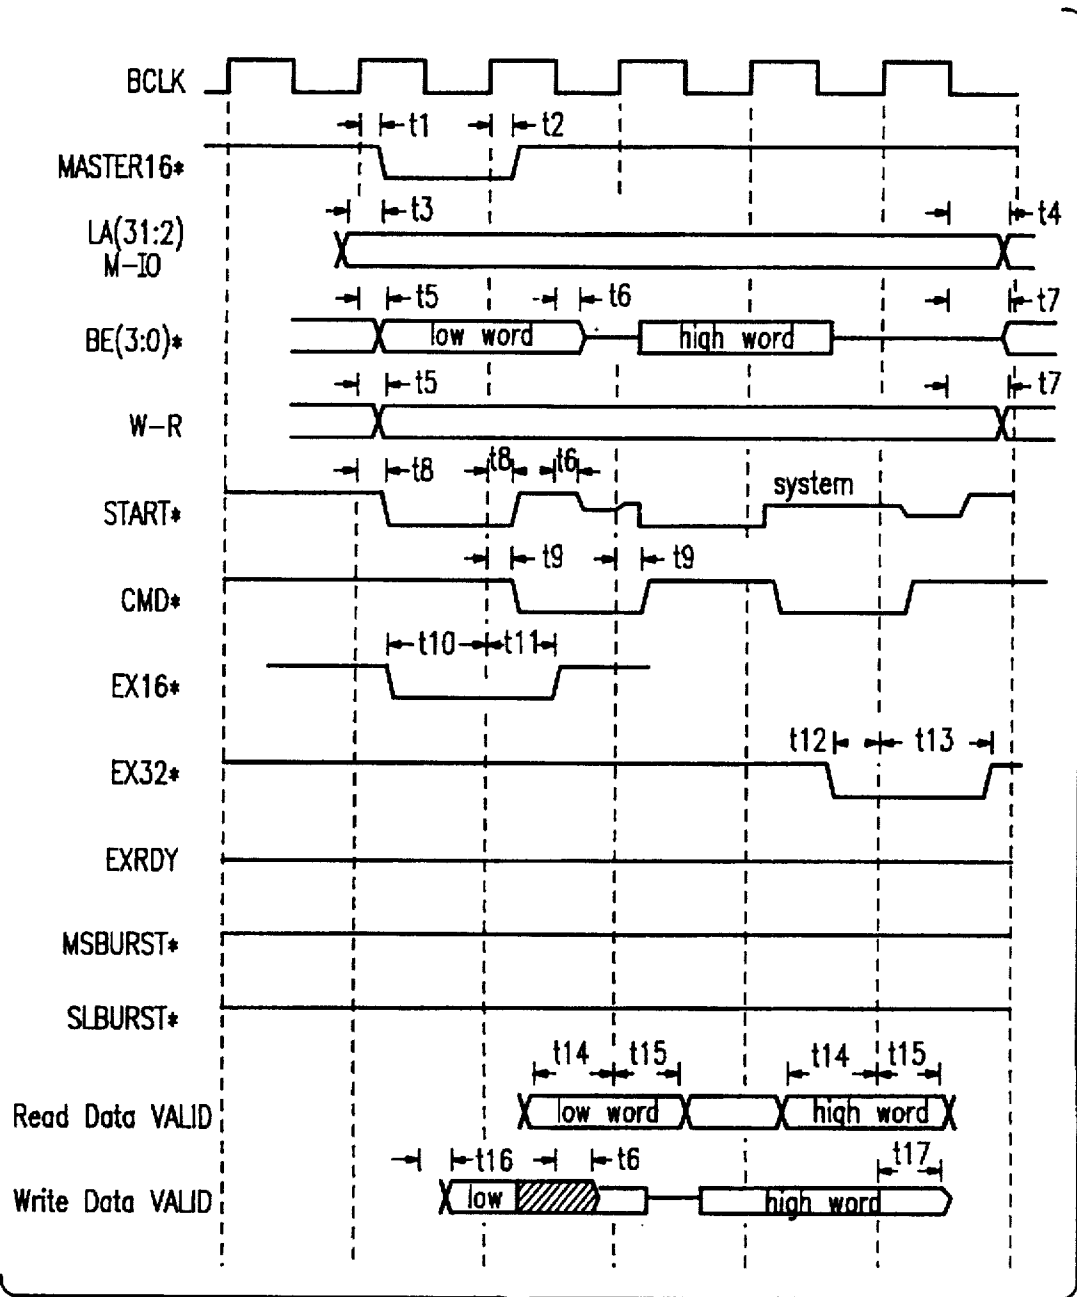 BCLK
t1 t2
MASTER16*
t3 t4
LA(31:2)
M-IO
t5 t6 t7
BE(3:0)* low word high word
t5 t7
W-R
t8 t8 t6 system
START*
t9 t9
CMD*
t10 t11
EX16*
t12 t13
EX32*
EXRDY
MSBURST*
SLBURST*
t14 t15 t14 t15
Read Data VALID low word high word
t16 t6 t17
Write Data VALID low high word